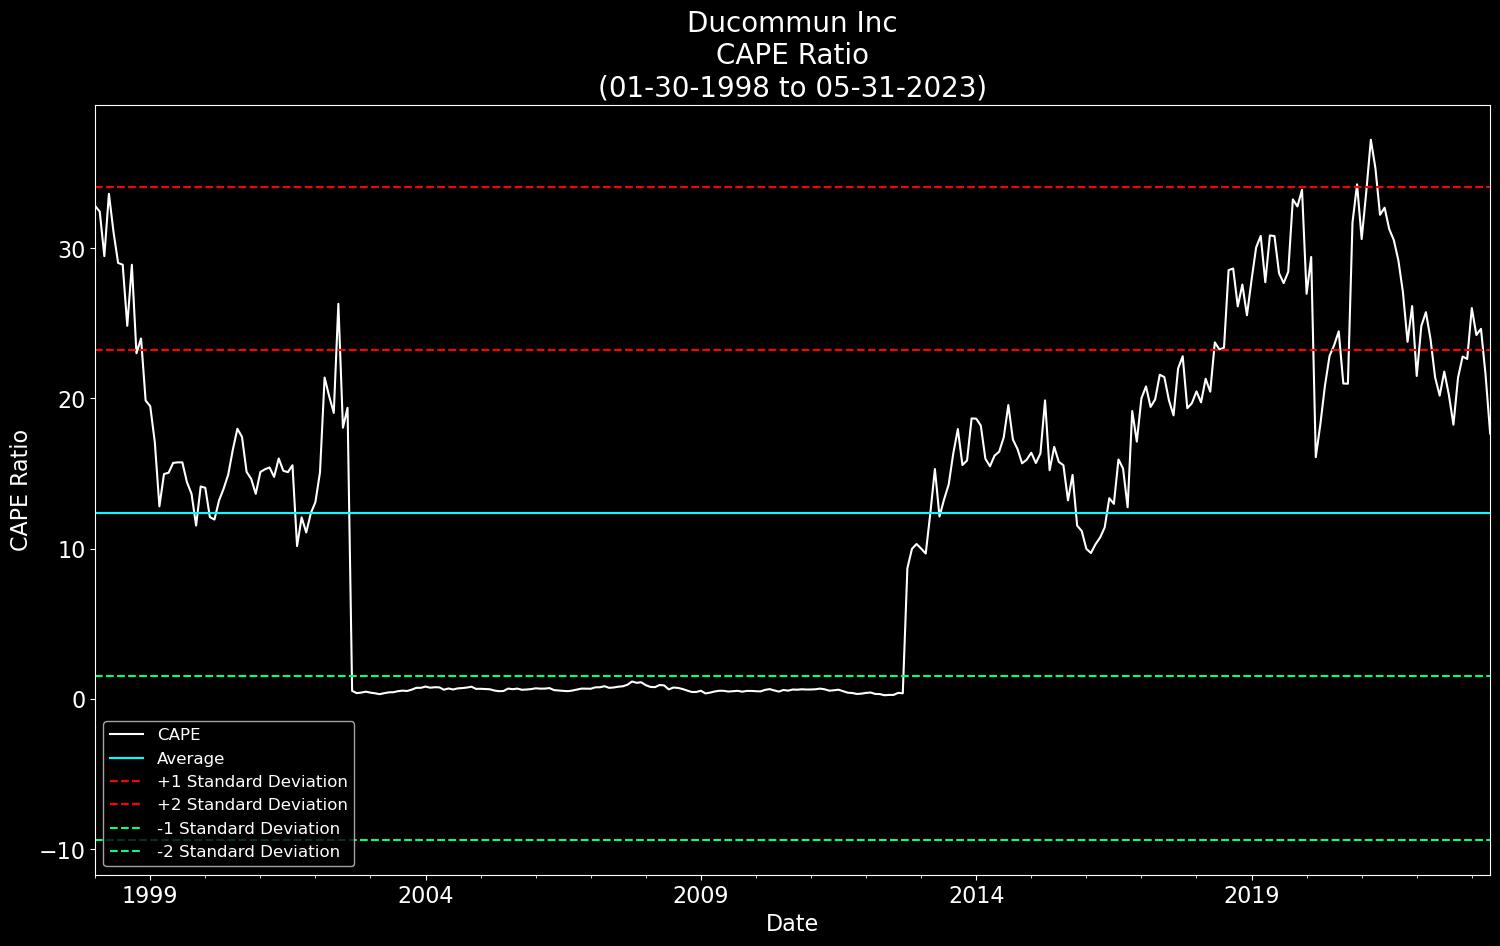 Ducommun Inc
CAPE Ratio
(01-30-1998 to 05-31-2023)
CAPE Ratio
30
20
10
0
−10
CAPE
Average
+1 Standard Deviation
+2 Standard Deviation
-1 Standard Deviation
-2 Standard Deviation
1999 2004 2009 2014 2019
Date